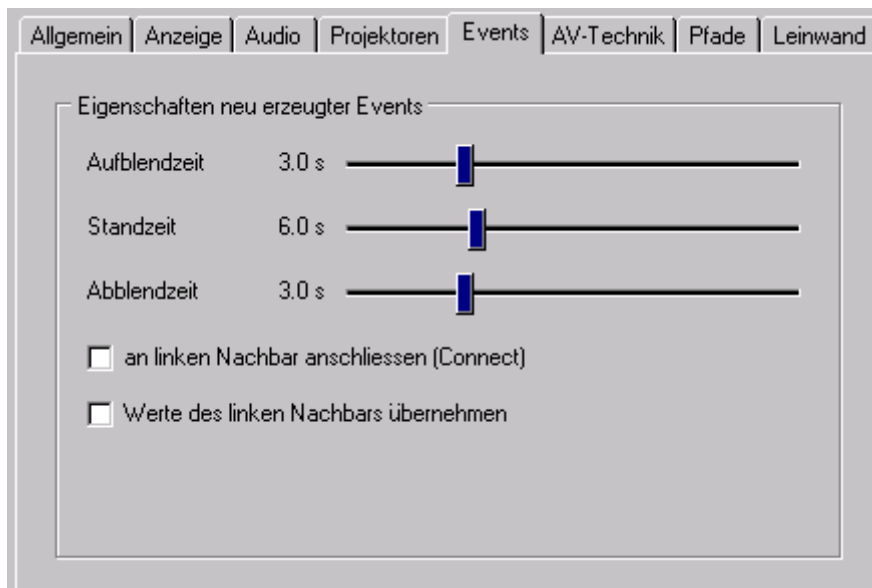 Allgemein Anzeige Audio Projektoren Events AV-Technik Pfade Leinwand
Eigenschaften neu erzeugter Events
Aufblendzeit 3.0 s
Standzeit 6.0 s
Abblendzeit 3.0 s
an linken Nachbar anschliessen (Connect)
Werte des linken Nachbars übernehmen